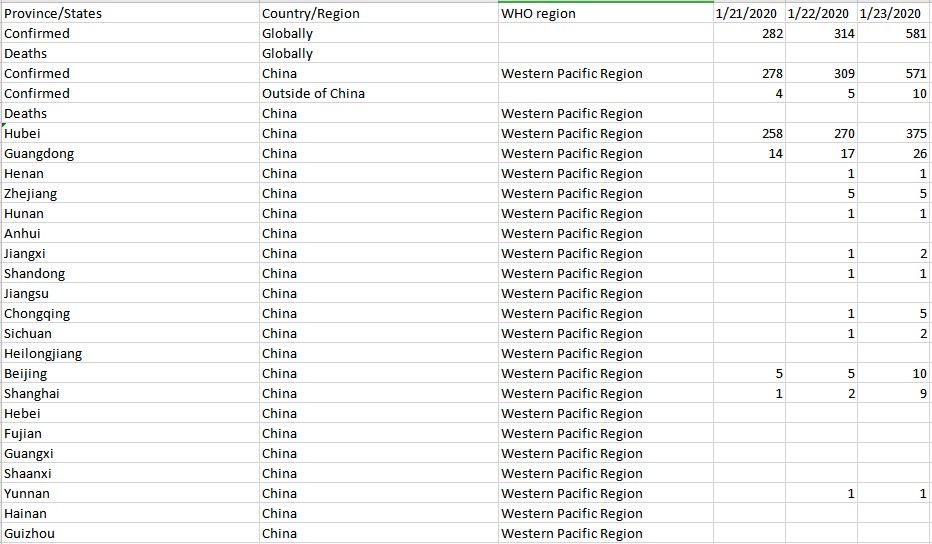 Province/States Country/Region WHO region 1/21/2020 1/22/2020 1/23/2020
Confirmed Globally 282 314 581
Deaths Globally
Confirmed China Western Pacific Region 278 309 571
Confirmed Outside of China 4 5 10
Deaths China Western Pacific Region
Hubei China Western Pacific Region 258 270 375
Guangdong China Western Pacific Region 14 17 26
Henan China Western Pacific Region 1 1
Zhejiang China Western Pacific Region 5 5
Hunan China Western Pacific Region 1 1
Anhui China Western Pacific Region
Jiangxi China Western Pacific Region 1 2
Shandong China Western Pacific Region 1 1
Jiangsu China Western Pacific Region
Chongqing China Western Pacific Region 1 5
Sichuan China Western Pacific Region 1 2
Heilongjiang China Western Pacific Region
Beijing China Western Pacific Region 5 5 10
Shanghai China Western Pacific Region 1 2 9
Hebei China Western Pacific Region
Fujian China Western Pacific Region
Guangxi China Western Pacific Region
Shaanxi China Western Pacific Region
Yunnan China Western Pacific Region 1 1
Hainan China Western Pacific Region
Guizhou China Western Pacific Region